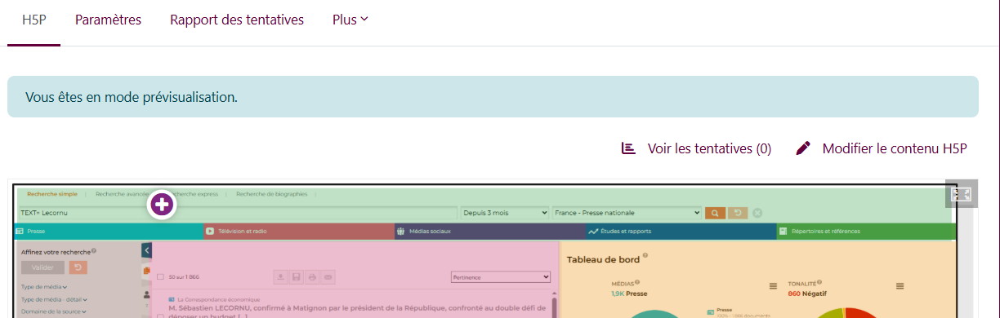 H5P Paramètres Rapport des tentatives Plus
Vous êtes en mode prévisualisation.
Voir les tentatives (0) Modifier le contenu H5P
Recherche simple Recherche avancée recherche express Recherche de biographies
TEXT= Lecornu Depuis 3 mois France - Presse nationale
Presse Télévision et radio Médias sociaux Études et rapports Répertoires et références
Affinez votre recherche
Valider
50 sur 1 866 Pertinence
Tableau de bord
Type de média
Type de média - détail
Domaine de la source
MÉDIAS
1,9K Presse
TONALITÉ
860 Négatif
La Correspondance économique
M. Sébastien LECORNU, confirmé à Matignon par le président de la République, confronté au double défi de
déposer un budget [...]
Presse